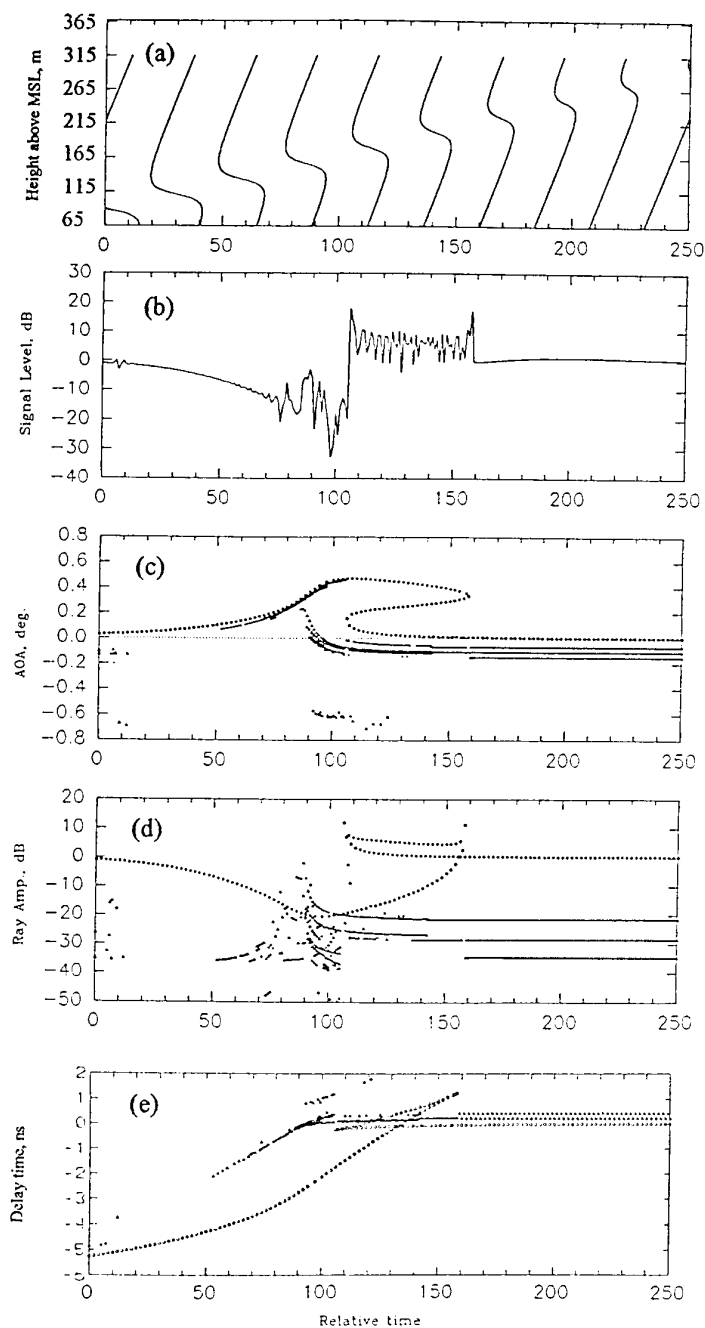 365
315
265
215
165
115
65
Height above MSL, m
(a)
0 50 100 150 200 250
30
20
10
0
-10
-20
-30
-40
Signal Level, dB
(b)
0 50 100 150 200 250
0.8
0.6
0.4
0.2
0.0
-0.2
-0.4
-0.6
-0.8
AOA, deg.
(c)
0 50 100 150 200 250
20
10
0
-10
-20
-30
-40
-50
Ray Amp., dB
(d)
0 50 100 150 200 250
2
1
0
-1
-2
-3
-4
-5
Delay time, ns
(e)
0 50 100 150 200 250
Relative time